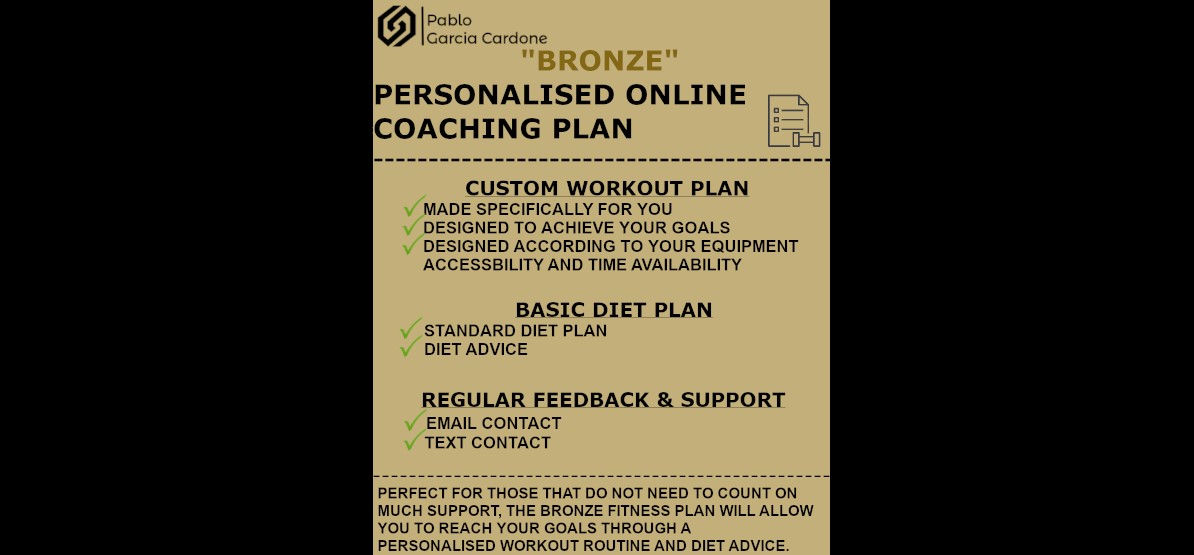 Pablo
Garcia Cardone
"BRONZE"
PERSONALISED ONLINE
COACHING PLAN
CUSTOM WORKOUT PLAN
MADE SPECIFICALLY FOR YOU
DESIGNED TO ACHIEVE YOUR GOALS
DESIGNED ACCORDING TO YOUR EQUIPMENT
ACCESSBILITY AND TIME AVAILABILITY
BASIC DIET PLAN
STANDARD DIET PLAN
DIET ADVICE
REGULAR FEEDBACK & SUPPORT
EMAIL CONTACT
TEXT CONTACT
PERFECT FOR THOSE THAT DO NOT NEED TO COUNT ON
MUCH SUPPORT, THE BRONZE FITNESS PLAN WILL ALLOW
YOU TO REACH YOUR GOALS THROUGH A
PERSONALISED WORKOUT ROUTINE AND DIET ADVICE.